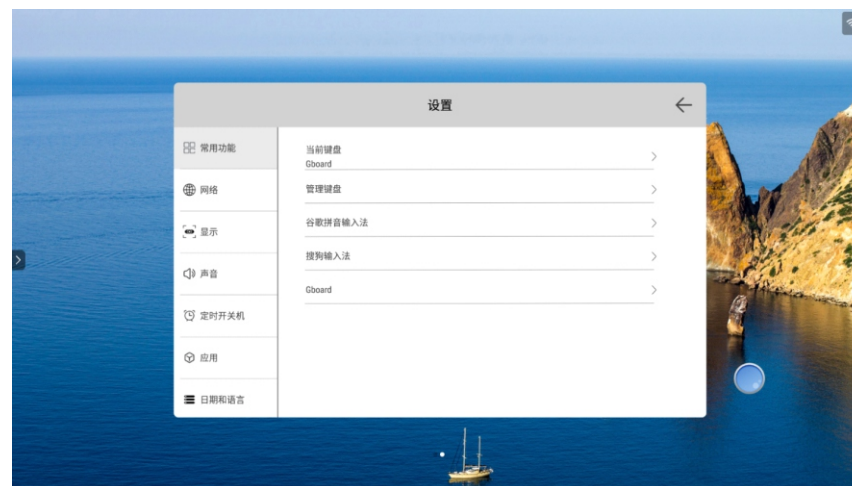 设置
常用功能
网络
显示
声音
定时开关机
应用
日期和语言
当前键盘
Gboard
管理键盘
谷歌拼音输入法
搜狗输入法
Gboard